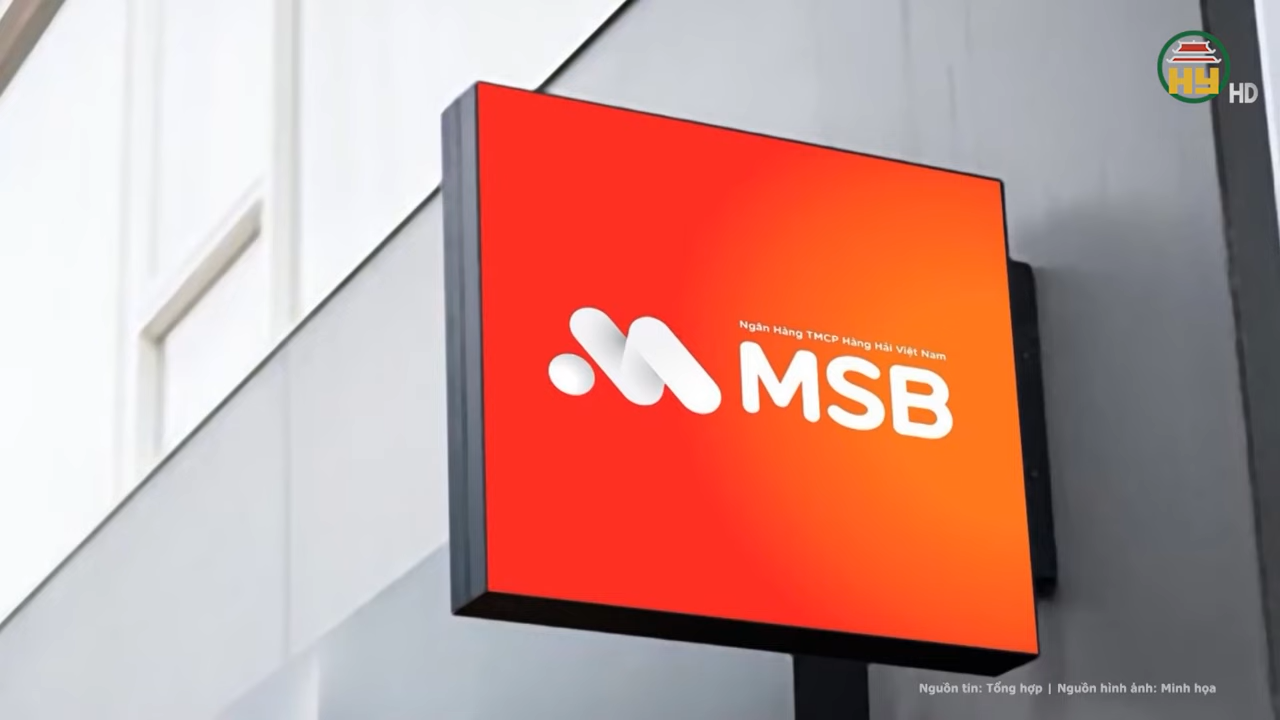 HY
HD
Ngân Hàng TMCP Hàng Hải Việt Nam
MSB
Nguồn tin: Tổng hợp | Nguồn hình ảnh: Minh họa